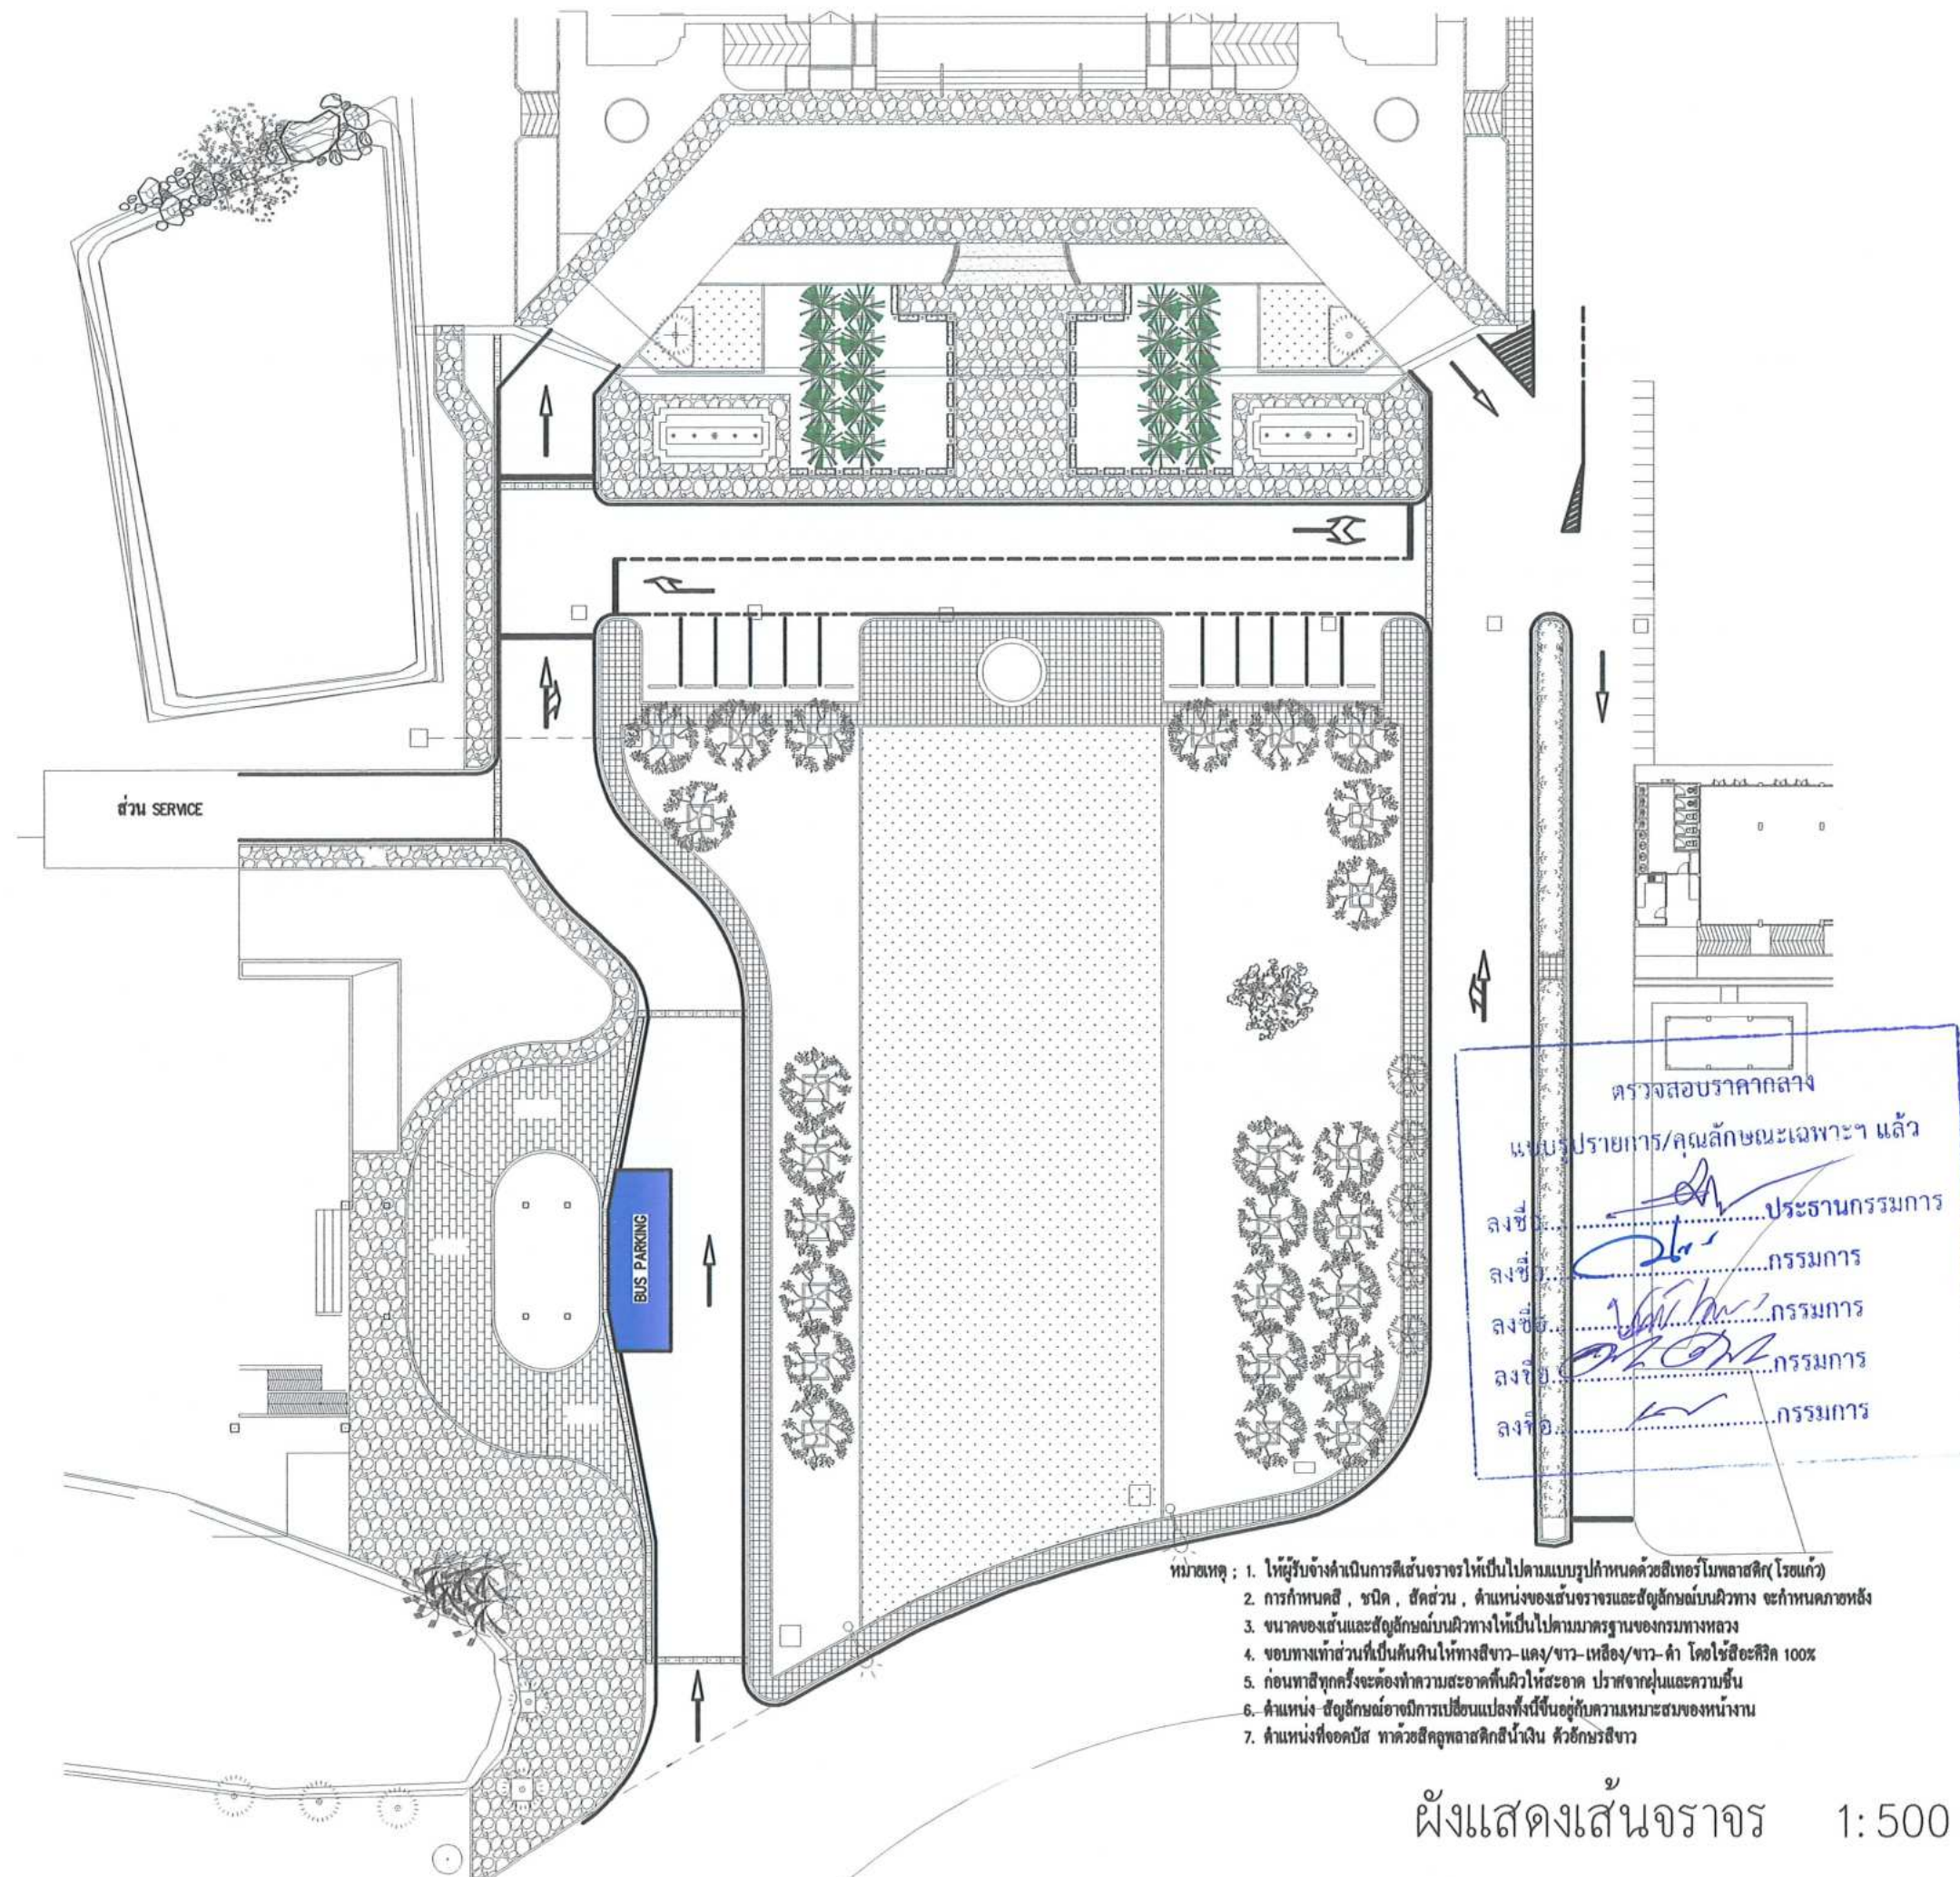 ส่วน SERVICE
BUS PARKING
ตรวจสอบราคากลาง
แบบรูปรายการ/คุณลักษณะเฉพาะฯ แล้ว
ลงชื่อ..............................ประธานกรรมการ
ลงชื่อ..............................กรรมการ
ลงชื่อ..............................กรรมการ
ลงชื่อ..............................กรรมการ
ลงชื่อ..............................กรรมการ
หมายเหตุ ; 1. ให้ผู้รับจ้างดำเนินการตีเส้นจราจรให้เป็นไปตามแบบรูปกำหนดด้วยสีเทอร์โมพลาสติก(โรยแก้ว)
2. การกำหนดสี , ชนิด , สัดส่วน , ตำแหน่งของเส้นจราจรและสัญลักษณ์บนผิวทาง จะกำหนดภายหลัง
3. ขนาดของเส้นและสัญลักษณ์บนผิวทางให้เป็นไปตามมาตรฐานของกรมทางหลวง
4. ขอบทางเท้าส่วนที่เป็นคันหินให้ทางสีขาว-แดง/ขาว-เหลือง/ขาว-ดำ โดยใช้สีอะคิริค 100%
5. ก่อนทาสีทุกครั้งจะต้องทำความสะอาดพื้นผิวให้สะอาด ปราศจากฝุ่นและความชื้น
6. ตำแหน่ง สัญลักษณ์อาจมีการเปลี่ยนแปลงทั้งนี้ขึ้นอยู่กับความเหมาะสมของหน้างาน
7. ตำแหน่งที่จอดบัส ทาด้วยสีคลูพลาสติกสีน้ำเงิน ตัวอักษรสีขาว
ผังแสดงเส้นจราจร 1:500